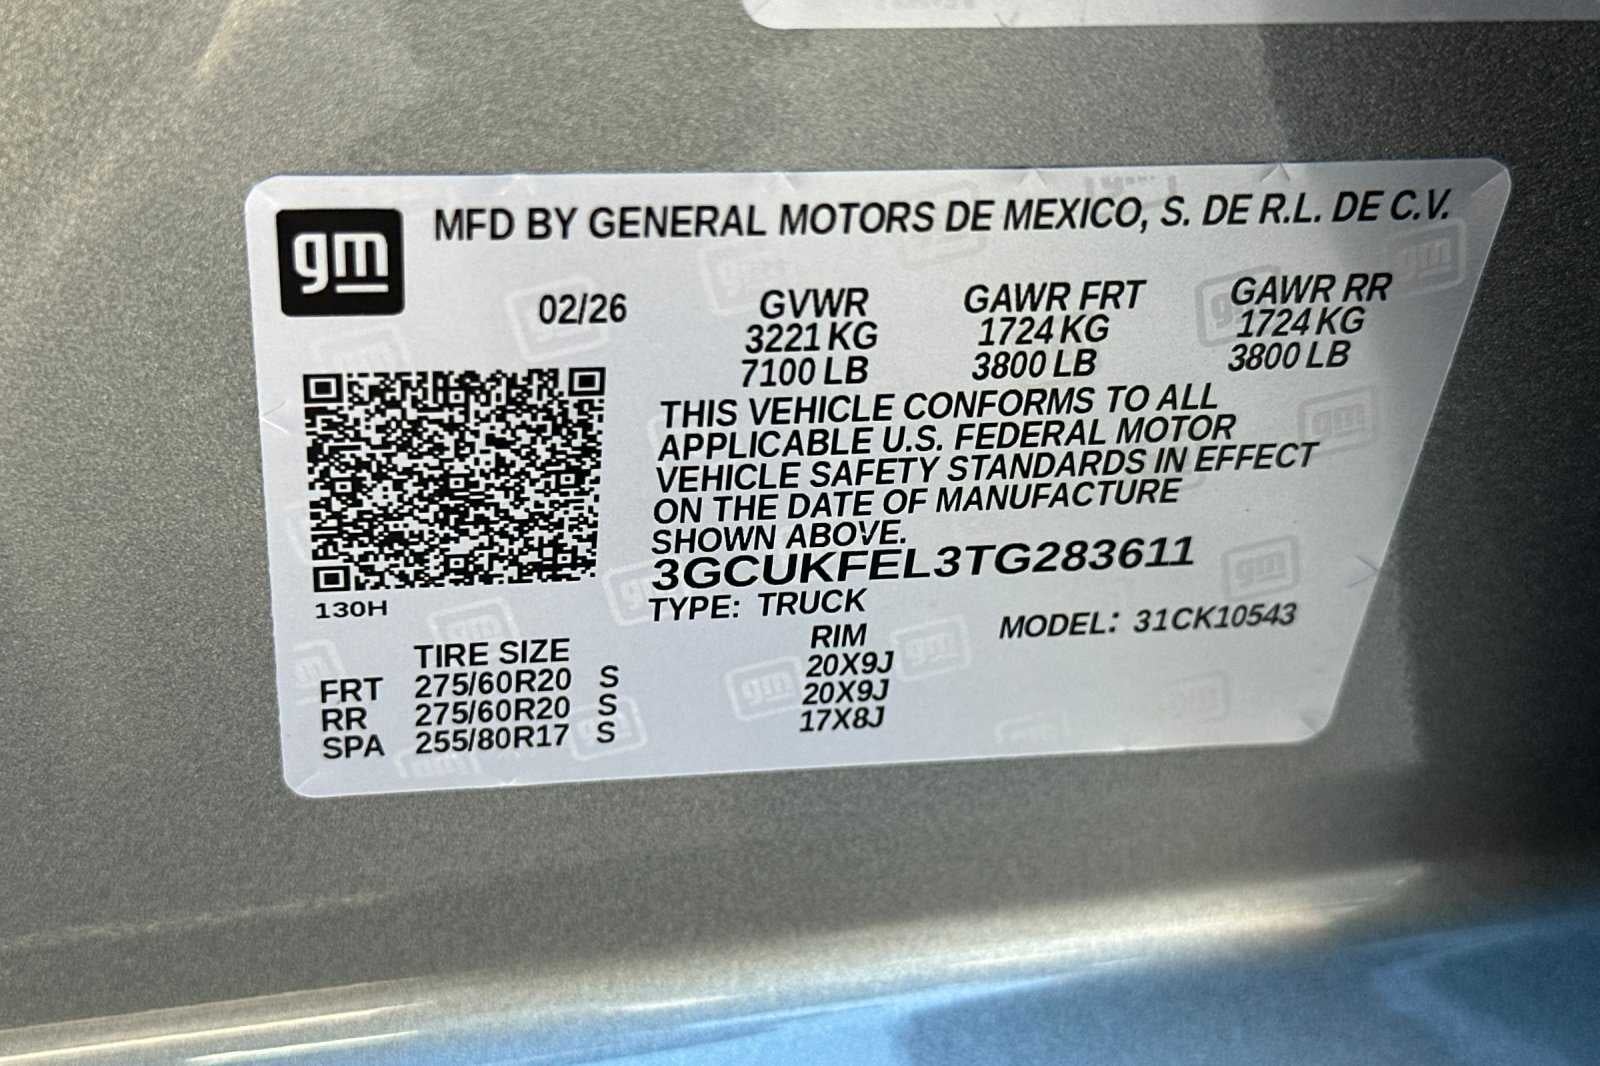 gm MFD BY GENERAL MOTORS DE MEXICO, S. DE R.L. DE C.V.
02/26 GVWR GAWR FRT GAWR RR
3221 KG 1724 KG 1724 KG
7100 LB 3800 LB 3800 LB
THIS VEHICLE CONFORMS TO ALL
APPLICABLE U.S. FEDERAL MOTOR
VEHICLE SAFETY STANDARDS IN EFFECT
ON THE DATE OF MANUFACTURE
SHOWN ABOVE.
3GCUKFEL3TG283611
130H TYPE: TRUCK MODEL: 31CK10543
TIRE SIZE RIM
FRT 275/60R20 S 20X9J
RR 275/60R20 S 20X9J
SPA 255/80R17 S 17X8J